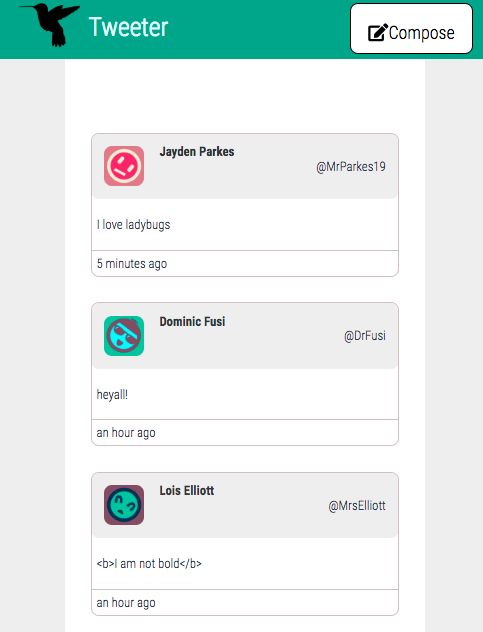 Tweeter
Compose
Jayden Parkes
@MrParkes19
I love ladybugs
5 minutes ago
Dominic Fusi
@DrFusi
heyall!
an hour ago
Lois Elliott
@MrsElliott
<b>I am not bold</b>
an hour ago